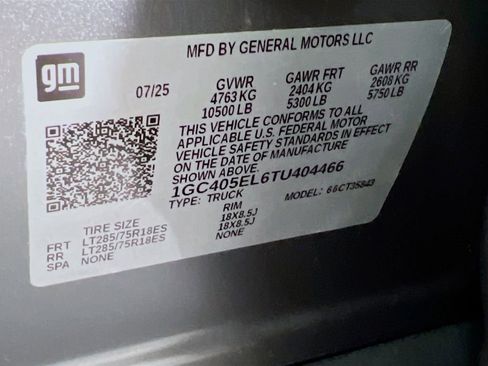 gm
MFD BY GENERAL MOTORS LLC
07/25 GVWR GAWR FRT GAWR RR
4763 KG 2404 KG 2608 KG
10500 LB 5300 LB 5750 LB
THIS VEHICLE CONFORMS TO ALL
APPLICABLE U.S. FEDERAL MOTOR
VEHICLE SAFETY STANDARDS IN EFFECT
ON THE DATE OF MANUFACTURE
1GC405EL6TU404466
TYPE: TRUCK MODEL: 66CT35843
TIRE SIZE RIM
FRT LT285/75R18ES 18X8.5J
RR LT285/75R18ES 18X8.5J
SPA NONE NONE